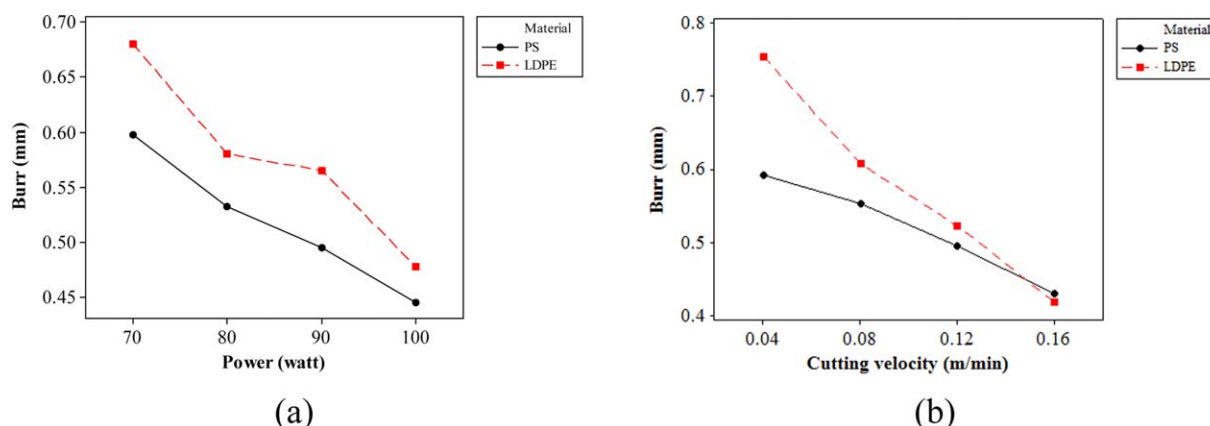 0.70
0.65
0.60
0.55
0.50
0.45
Burr (mm)
70
80
90
100
Power (watt)
Material
PS
LDPE
(a)
0.8
0.7
0.6
0.5
0.4
Burr (mm)
0.04
0.08
0.12
0.16
Cutting velocity (m/min)
Material
PS
LDPE
(b)